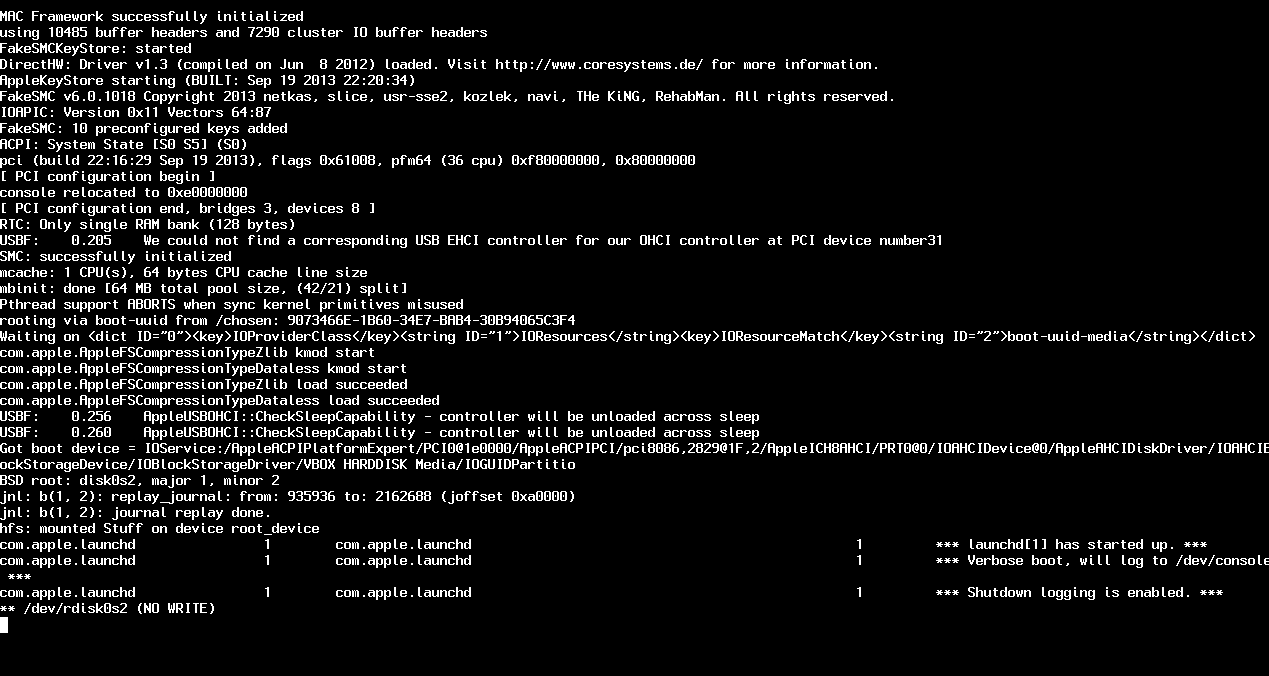 MAC Framework successfully initialized
using 10485 buffer headers and 7290 cluster IO buffer headers
FakeSMCKeyStore: started
DirectHW: Driver v1.3 (compiled on Jun  8 2012) loaded. Visit http://www.coresystems.de/ for more information.
AppleKeyStore starting (BUILT: Sep 19 2013 22:20:34)
FakeSMC v6.0.1018 Copyright 2013 netkas, slice, usr-sse2, kozlek, navi, THe KiNG, RehabMan. All rights reserved.
IOAPIC: Version 0x11 Vectors 64:87
FakeSMC: 10 preconfigured keys added
ACPI: System State [S0 S5] (S0)
pci (build 22:16:29 Sep 19 2013), flags 0x61008, pfm64 (36 cpu) 0xf80000000, 0x80000000
[ PCI configuration begin ]
console relocated to 0xe0000000
[ PCI configuration end, bridges 3, devices 8 ]
RTC: Only single RAM bank (128 bytes)
USBF:    0.205    We could not find a corresponding USB EHCI controller for our OHCI controller at PCI device number31
SMC: successfully initialized
mcache: 1 CPU(s), 64 bytes CPU cache line size
mbinit: done [64 MB total pool size, (42/21) split]
Pthread support ABORTS when sync kernel primitives misused
rooting via boot-uuid from /chosen: 9073466E-1B60-34E7-BAB4-30B94065C3F4
Waiting on <dict ID="0"><key>IOProviderClass</key><string ID="1">IOResources</string><key>IOResourceMatch</key><string ID="2">boot-uuid-media</string></dict>
com.apple.AppleFSCompressionTypeZlib kmod start
com.apple.AppleFSCompressionTypeDataless kmod start
com.apple.AppleFSCompressionTypeZlib load succeeded
com.apple.AppleFSCompressionTypeDataless load succeeded
USBF:    0.256    AppleUSBOHCI::CheckSleepCapability - controller will be unloaded across sleep
USBF:    0.260    AppleUSBOHCI::CheckSleepCapability - controller will be unloaded across sleep
Got boot device = IOService:/AppleACPIPlatformExpert/PCI0@1e0000/AppleACPIPCI/pci8086,2829@1F,2/AppleICH8AHCI/PRT0@0/IOAHCIDevice@0/AppleAHCIDiskDriver/IOAHCIB
ockStorageDevice/IOBlockStorageDriver/VBOX HARDDISK Media/IOGUIDPartitio
BSD root: disk0s2, major 1, minor 2
jnl: b(1, 2): replay_journal: from: 935936 to: 2162688 (joffset 0xa0000)
jnl: b(1, 2): journal replay done.
hfs: mounted Stuff on device root_device
com.apple.launchd                1        com.apple.launchd                                                1         *** launchd[1] has started up. ***
com.apple.launchd                1        com.apple.launchd                                                1         *** Verbose boot, will log to /dev/console
 ***
com.apple.launchd                1        com.apple.launchd                                                1         *** Shutdown logging is enabled. ***
** /dev/rdisk0s2 (NO WRITE)